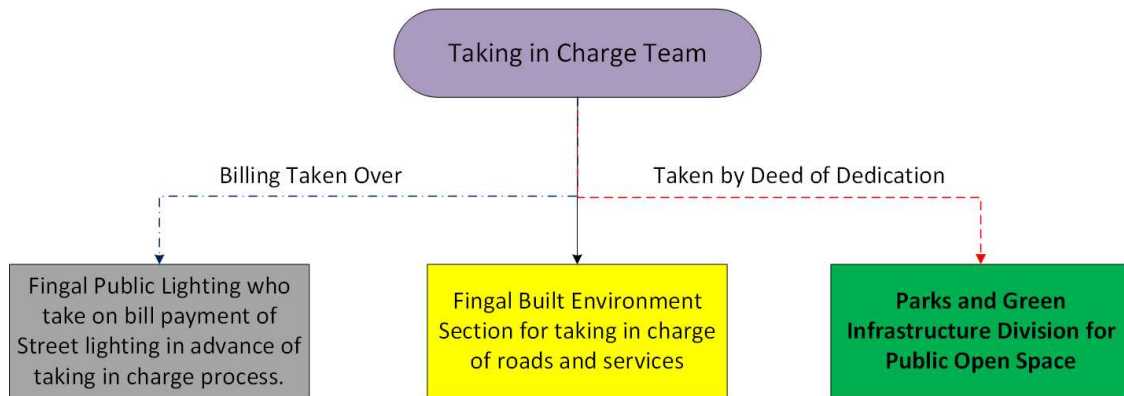 Taking in Charge Team
Billing Taken Over
Taken by Deed of Dedication
Fingal Public Lighting who
take on bill payment of
Street lighting in advance of
taking in charge process.
Fingal Built Environment
Section for taking in charge
of roads and services
Parks and Green
Infrastructure Division for
Public Open Space